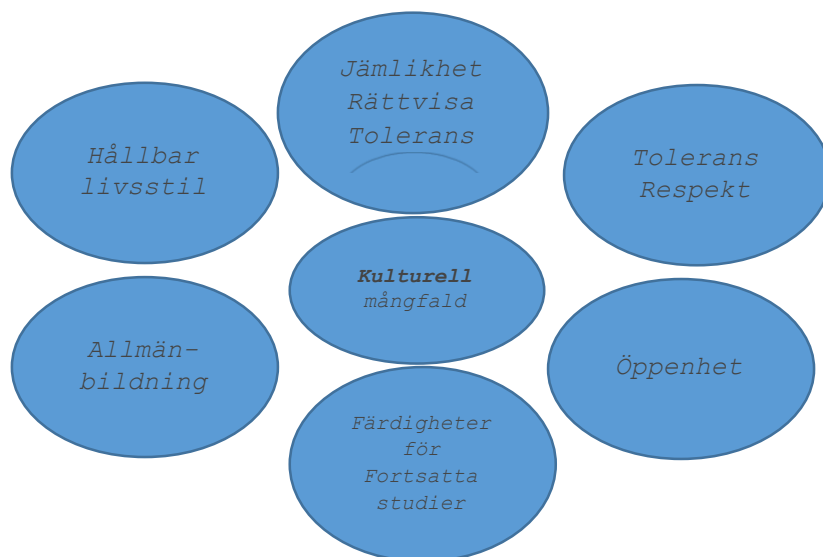 Jämlikhet
Rättvisa
Tolerans
Hållbar
livsstil
Tolerans
Respekt
Kulturell
mångfald
Allmän-
bildning
Öppenhet
Färdigheter
för
Fortsatta
studier